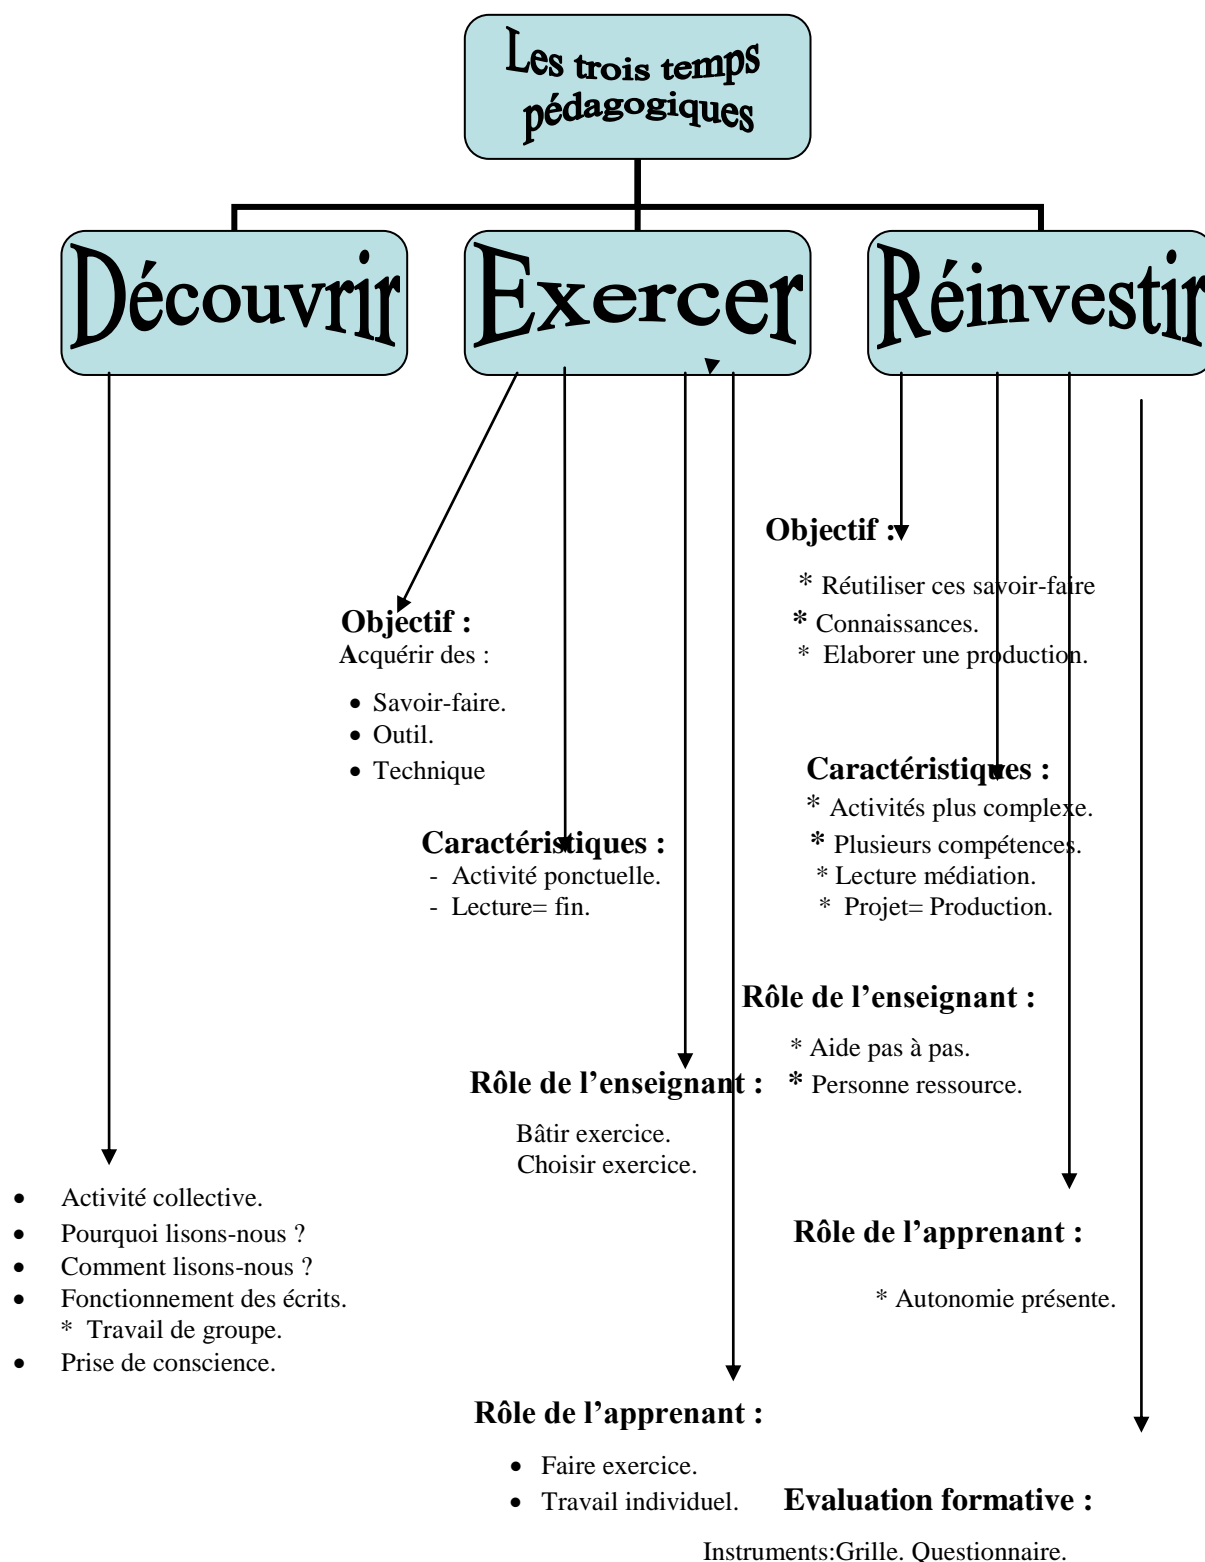 Les trois temps
pédagogiques
Découvrir
Exercer
Réinvestir
• Activité collective.
• Pourquoi lisons-nous ?
• Comment lisons-nous ?
• Fonctionnement des écrits.
* Travail de groupe.
• Prise de conscience.
Objectif :
Acquérir des :
• Savoir-faire.
• Outil.
• Technique
Caractéristiques :
- Activité ponctuelle.
- Lecture= fin.
Rôle de l’enseignant :
Bâtir exercice.
Choisir exercice.
Rôle de l’apprenant :
• Faire exercice.
• Travail individuel.
Objectif :
* Réutiliser ces savoir-faire
* Connaissances.
* Elaborer une production.
Caractéristiques :
* Activités plus complexe.
* Plusieurs compétences.
* Lecture médiation.
* Projet= Production.
Rôle de l’enseignant :
* Aide pas à pas.
* Personne ressource.
Rôle de l’apprenant :
* Autonomie présente.
Evaluation formative :
Instruments:Grille. Questionnaire.